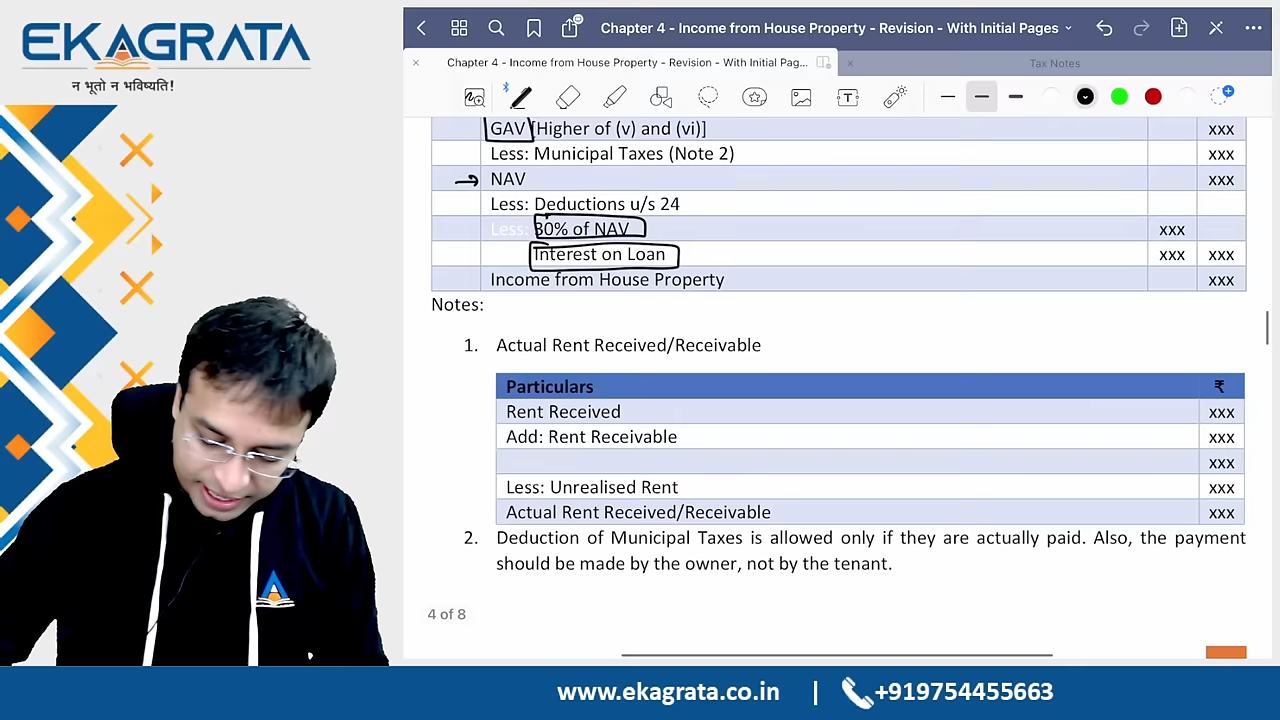 EKAGRATA
न भूतो न भविष्यति!
Chapter 4 - Income from House Property - Revision - With Initial Pages
Chapter 4 - Income from House Property - Revision - With Initial Pag...
Tax Notes
GAV [Higher of (v) and (vi)] xxx
Less: Municipal Taxes (Note 2) xxx
NAV xxx
Less: Deductions u/s 24
Less: 30% of NAV xxx
Interest on Loan xxx xxx
Income from House Property xxx
Notes:
1. Actual Rent Received/Receivable
Particulars ₹
Rent Received xxx
Add: Rent Receivable xxx
xxx
Less: Unrealised Rent xxx
Actual Rent Received/Receivable xxx
2. Deduction of Municipal Taxes is allowed only if they are actually paid. Also, the payment
should be made by the owner, not by the tenant.
4 of 8
www.ekagrata.co.in | +919754455663